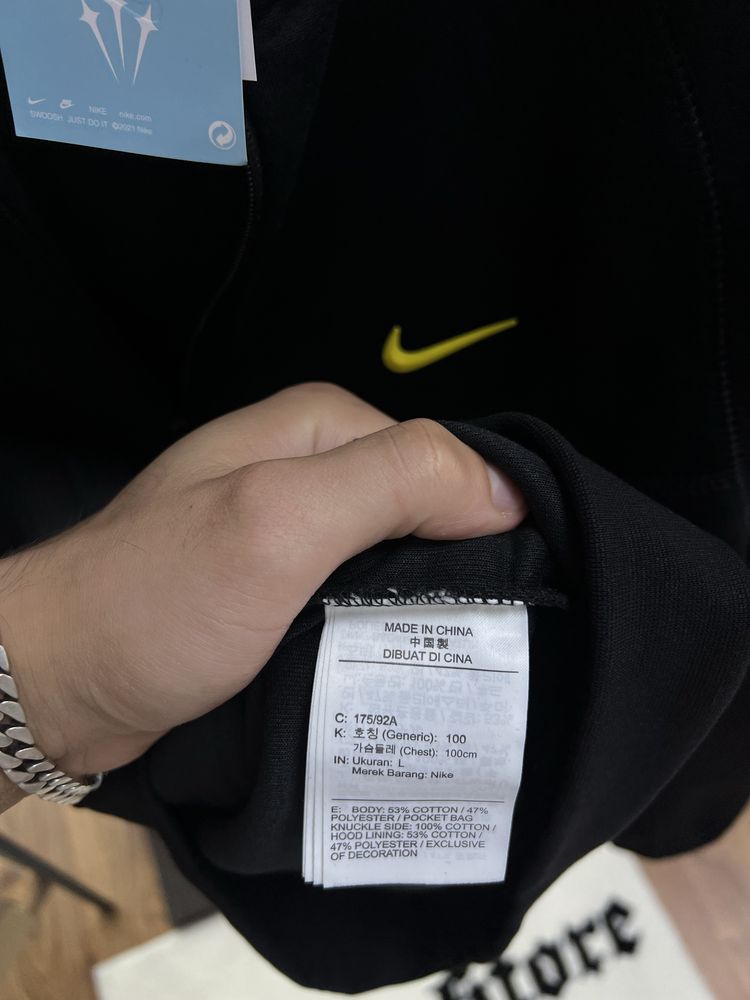 NIKE nike.com
SWOOSH JUST DO IT ©2021 Nike
MADE IN CHINA
中国製
DIBUAT DI CINA
C: 175/92A
K: 호칭 (Generic): 100
가슴둘레 (Chest): 100cm
IN: Ukuran: L
Merek Barang: Nike
E: BODY: 53% COTTON / 47%
POLYESTER / POCKET BAG
KNUCKLE SIDE: 100% COTTON /
HOOD LINING: 53% COTTON /
47% POLYESTER / EXCLUSIVE
OF DECORATION
Store